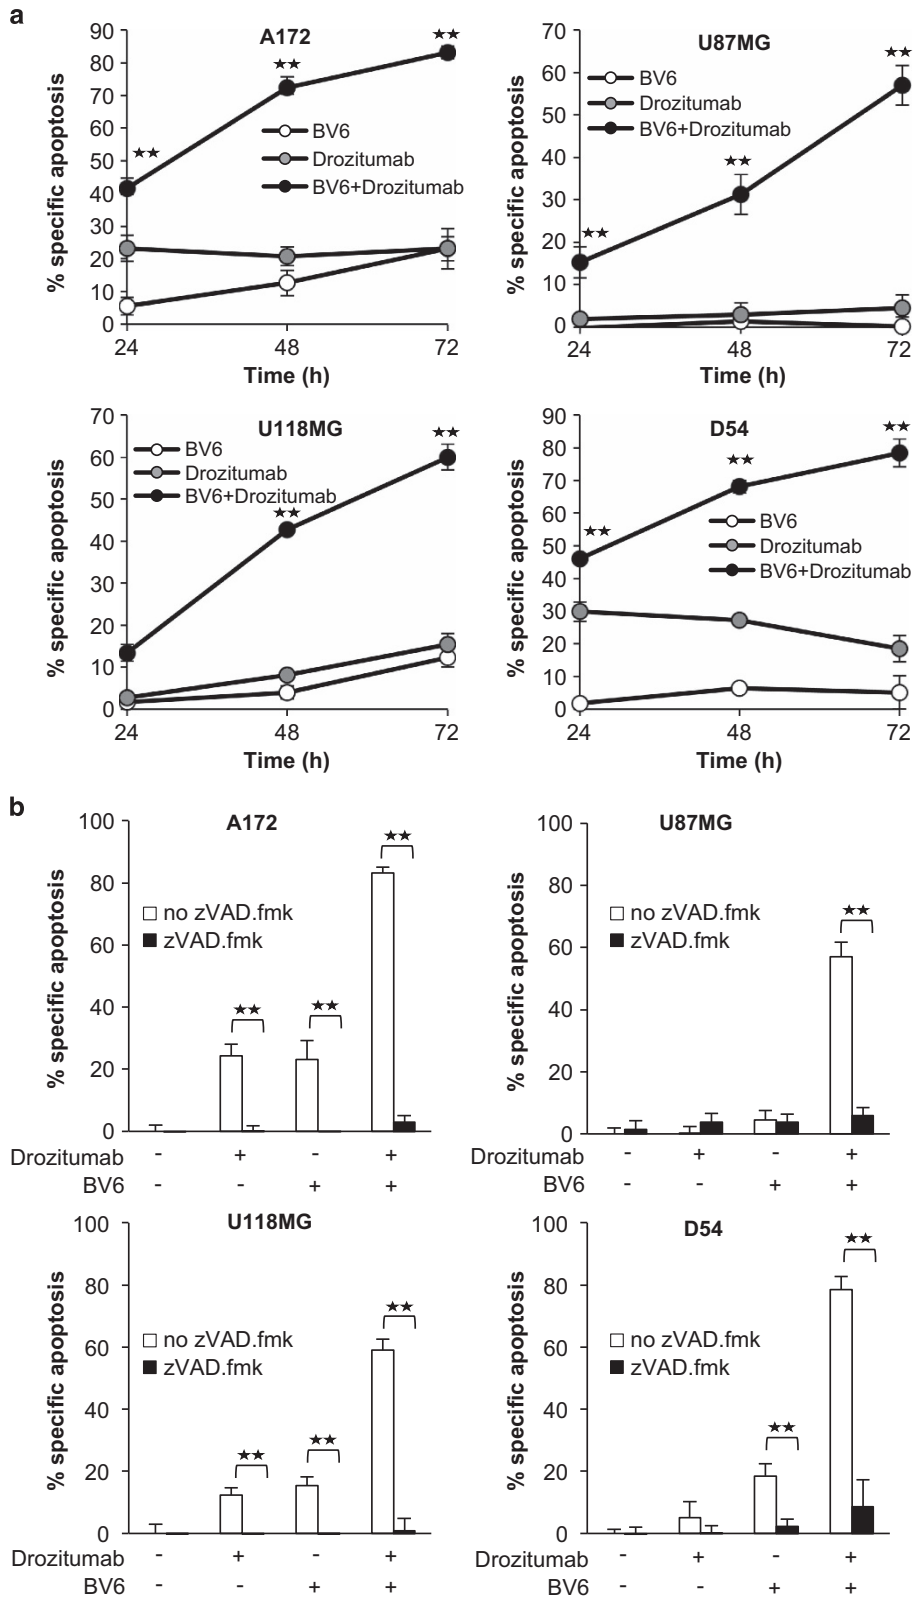 a
A172
% specific apoptosis
90
80
70
60
50
40
30
20
10
0
★★
★★
★★
BV6
Drozitumab
BV6+Drozitumab
24 48 72
Time (h)
U87MG
% specific apoptosis
70
60
50
40
30
20
10
0
★★
★★
★★
BV6
Drozitumab
BV6+Drozitumab
24 48 72
Time (h)
U118MG
% specific apoptosis
70
60
50
40
30
20
10
0
★★
★★
BV6
Drozitumab
BV6+Drozitumab
24 48 72
Time (h)
D54
% specific apoptosis
90
80
70
60
50
40
30
20
10
0
★★
★★
★★
BV6
Drozitumab
BV6+Drozitumab
24 48 72
Time (h)
b
A172
% specific apoptosis
100
80
60
40
20
0
no zVAD.fmk
zVAD.fmk
★★
★★
★★
Drozitumab - + - +
BV6 - - + +
U87MG
% specific apoptosis
100
80
60
40
20
0
no zVAD.fmk
zVAD.fmk
★★
Drozitumab - + - +
BV6 - - + +
U118MG
% specific apoptosis
100
80
60
40
20
0
no zVAD.fmk
zVAD.fmk
★★
★★
★★
Drozitumab - + - +
BV6 - - + +
D54
% specific apoptosis
100
80
60
40
20
0
no zVAD.fmk
zVAD.fmk
★★
★★
Drozitumab - + - +
BV6 - - + +